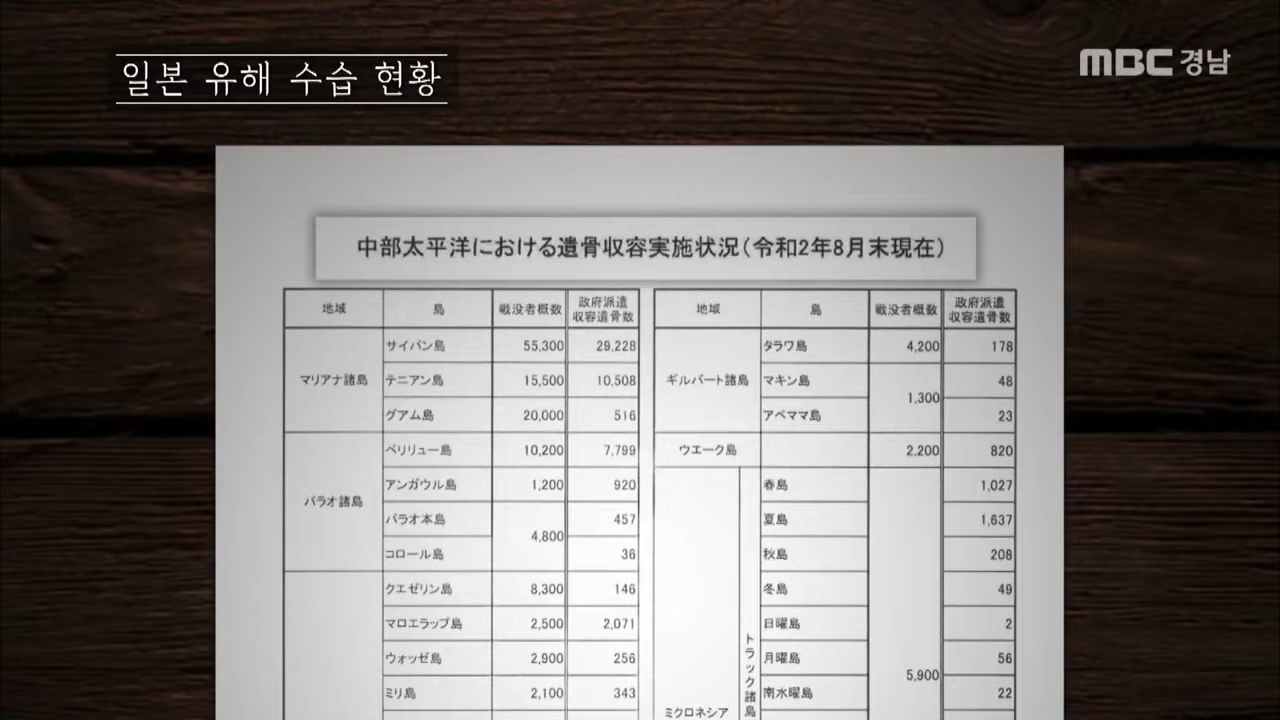 일본 유해 수습 현황
MBC 경남
中部太平洋における遺骨収容実施状況(令和2年8月末現在)
地域 島 戦没者概数 政府派遣収容遺骨数
マリアナ諸島
サイパン島 55,300 29,228
テニアン島 15,500 10,508
グアム島 20,000 516
パラオ諸島
ペリリュー島 10,200 7,799
アンガウル島 1,200 920
パラオ本島 4,800 457
コロール島 36
クエゼリン島 8,300 146
マロエラップ島 2,500 2,071
ウォッゼ島 2,900 256
ミリ島 2,100 343
地域 島 戦没者概数 政府派遣収容遺骨数
ギルバート諸島
タラワ島 4,200 178
マキン島 1,300 48
アベママ島 23
ウエーク島 2,200 820
ミクロネシア
トラック諸島
春島 5,900 1,027
夏島 1,637
秋島 208
冬島 49
日曜島 2
月曜島 56
南水曜島 22